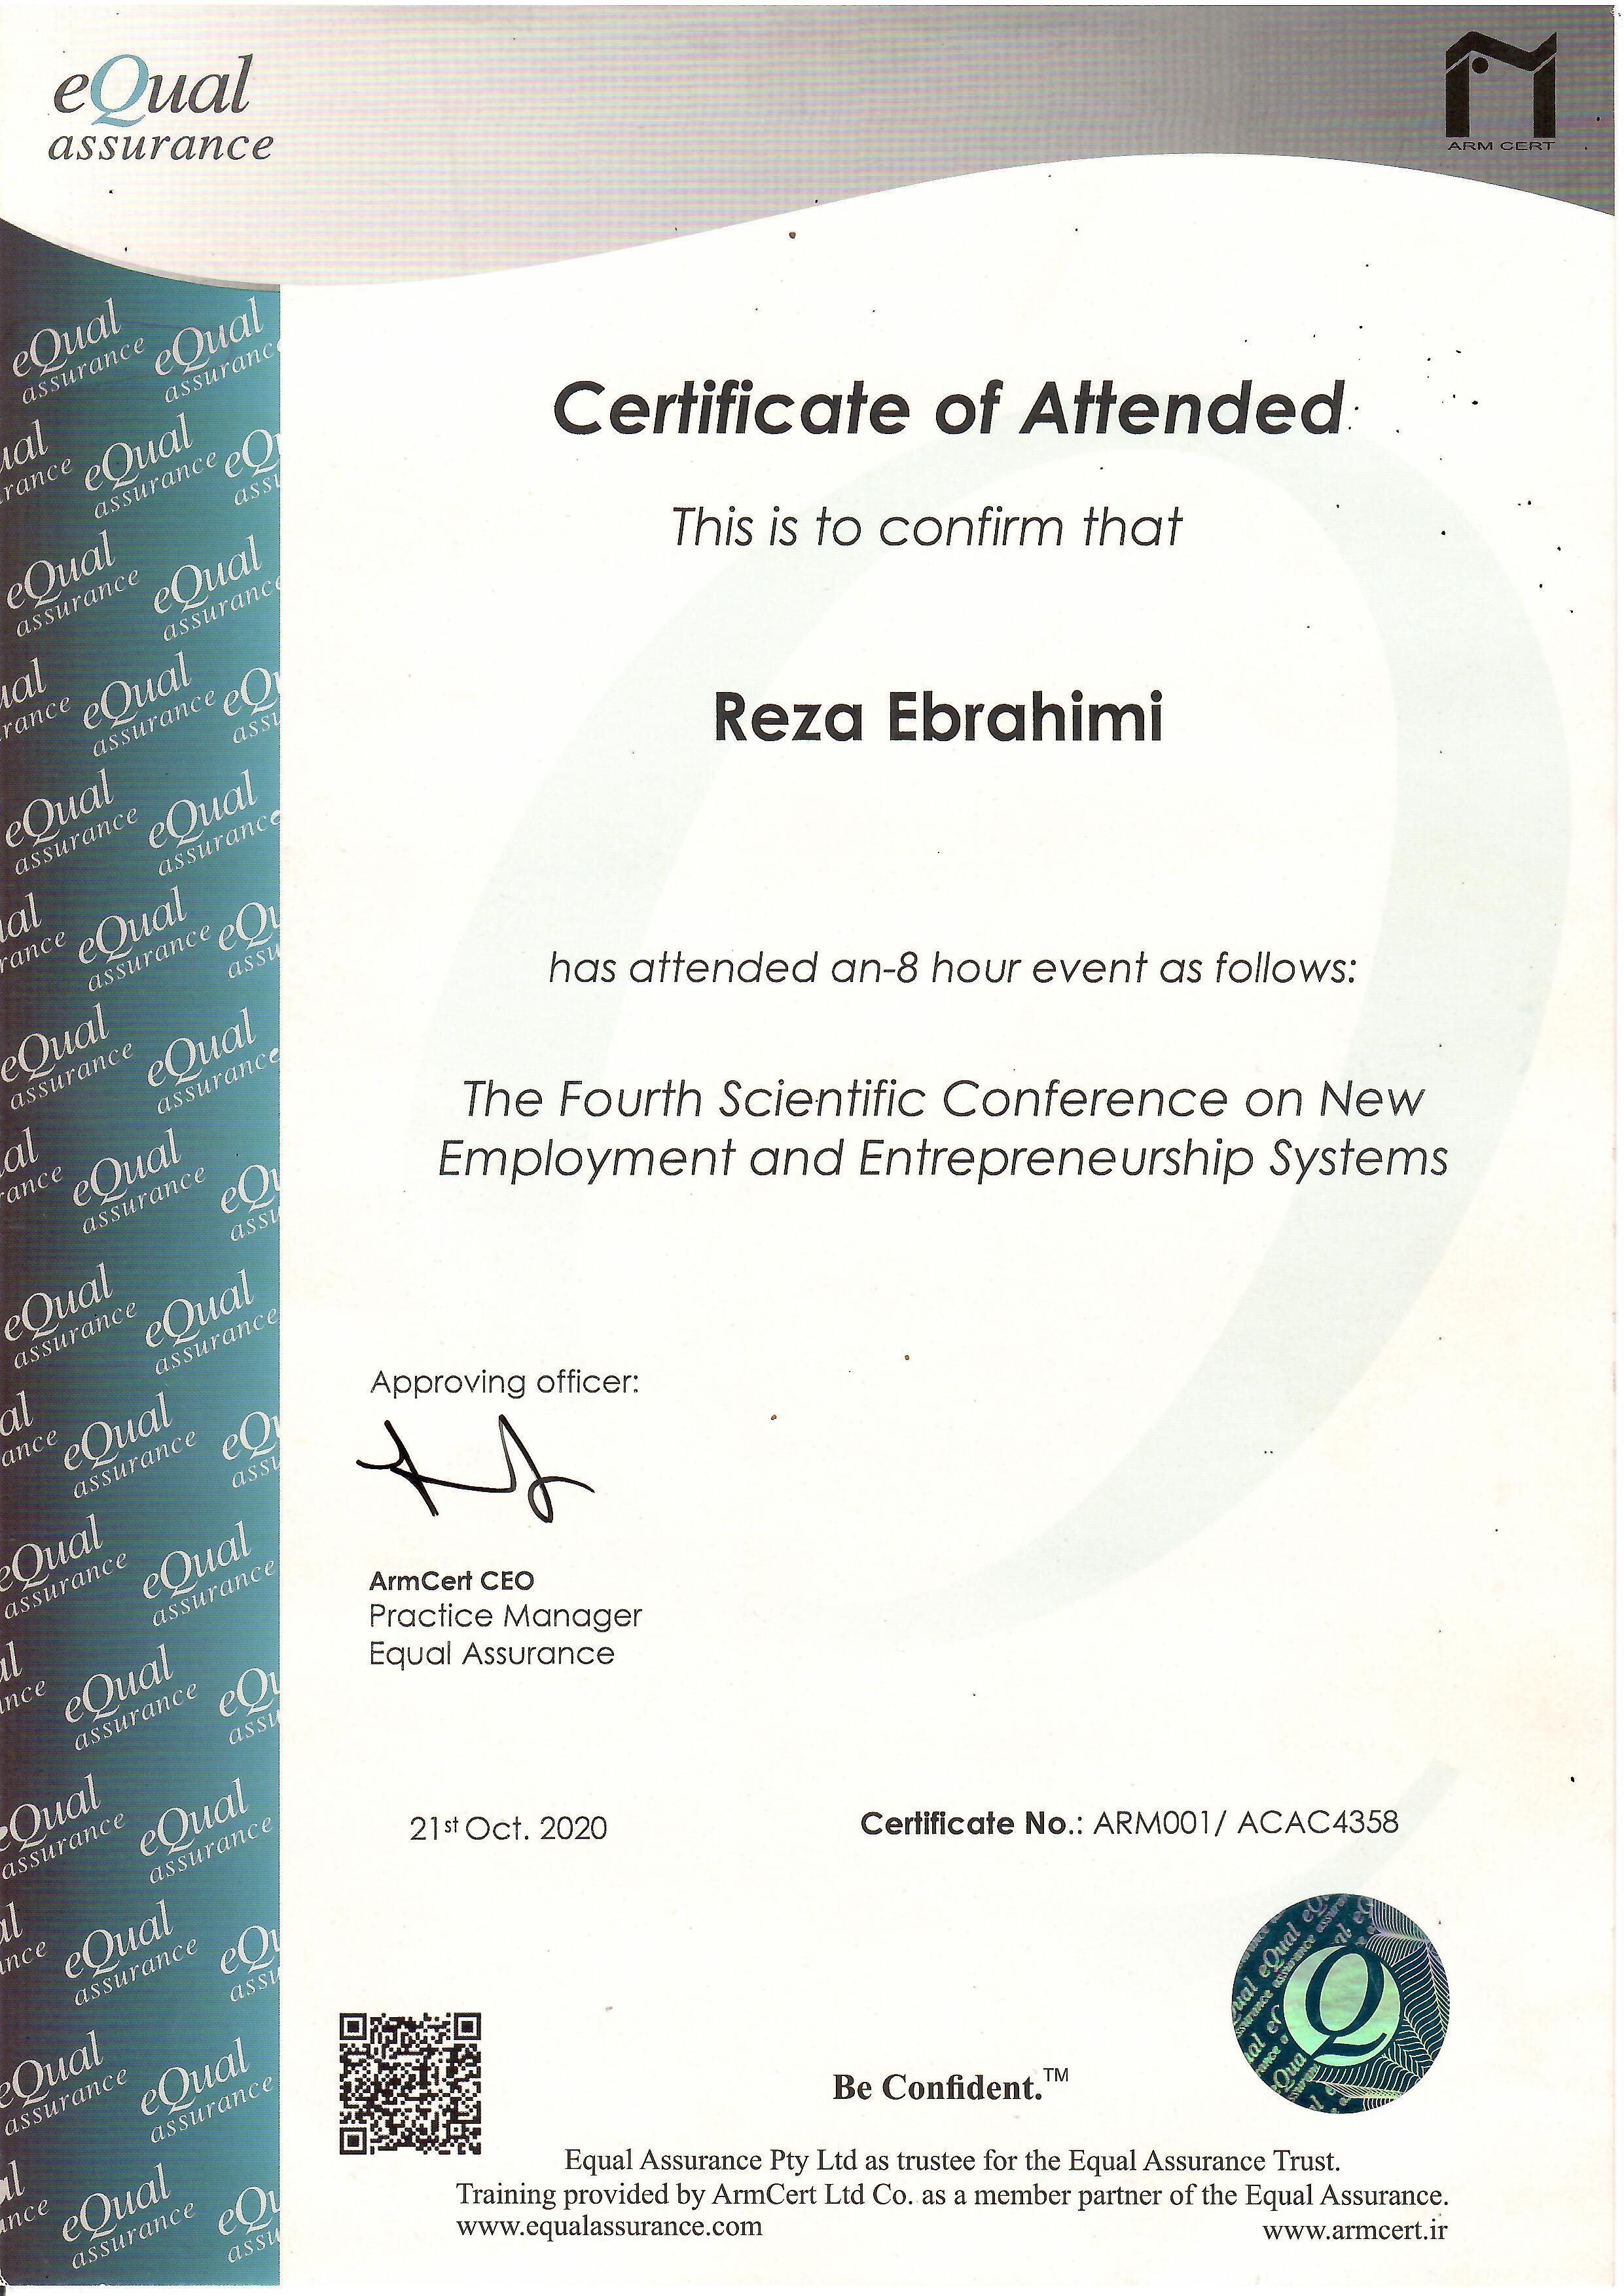 eQual
assurance
ARM CERT
Certificate of Attended
This is to confirm that
Reza Ebrahimi
has attended an-8 hour event as follows:
The Fourth Scientific Conference on New
Employment and Entrepreneurship Systems
Approving officer:
ArmCert CEO
Practice Manager
Equal Assurance
21st Oct. 2020
Certificate No.: ARM001/ ACAC4358
Be Confident.™
Equal Assurance Pty Ltd as trustee for the Equal Assurance Trust.
Training provided by ArmCert Ltd Co. as a member partner of the Equal Assurance.
www.equalassurance.com
www.armcert.ir